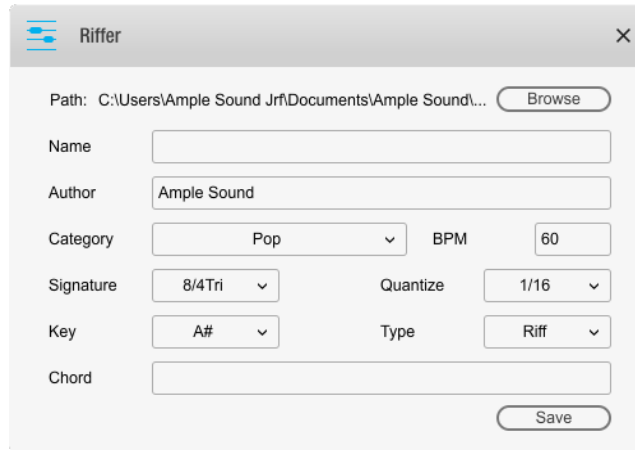 Riffer
Path: C:\Users\Ample Sound Jrf\Documents\Ample Sound\... Browse
Name
Author Ample Sound
Category Pop BPM 60
Signature 8/4Tri Quantize 1/16
Key A# Type Riff
Chord
Save